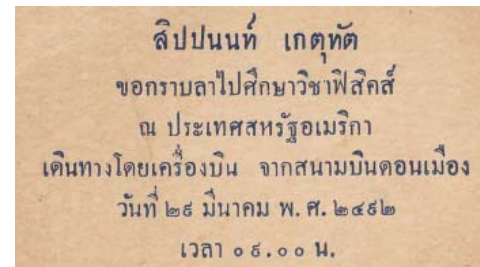 สิปปนนท์ เกตุทัต
ขอกราบลาไปศึกษาวิชาฟิสิคส์
ณ ประเทศสหรัฐอเมริกา
เดินทางโดยเครื่องบิน จากสนามบินดอนเมือง
วันที่ ๒๙ มีนาคม พ. ศ. ๒๔๙๒
เวลา ๐๙.๐๐ น.